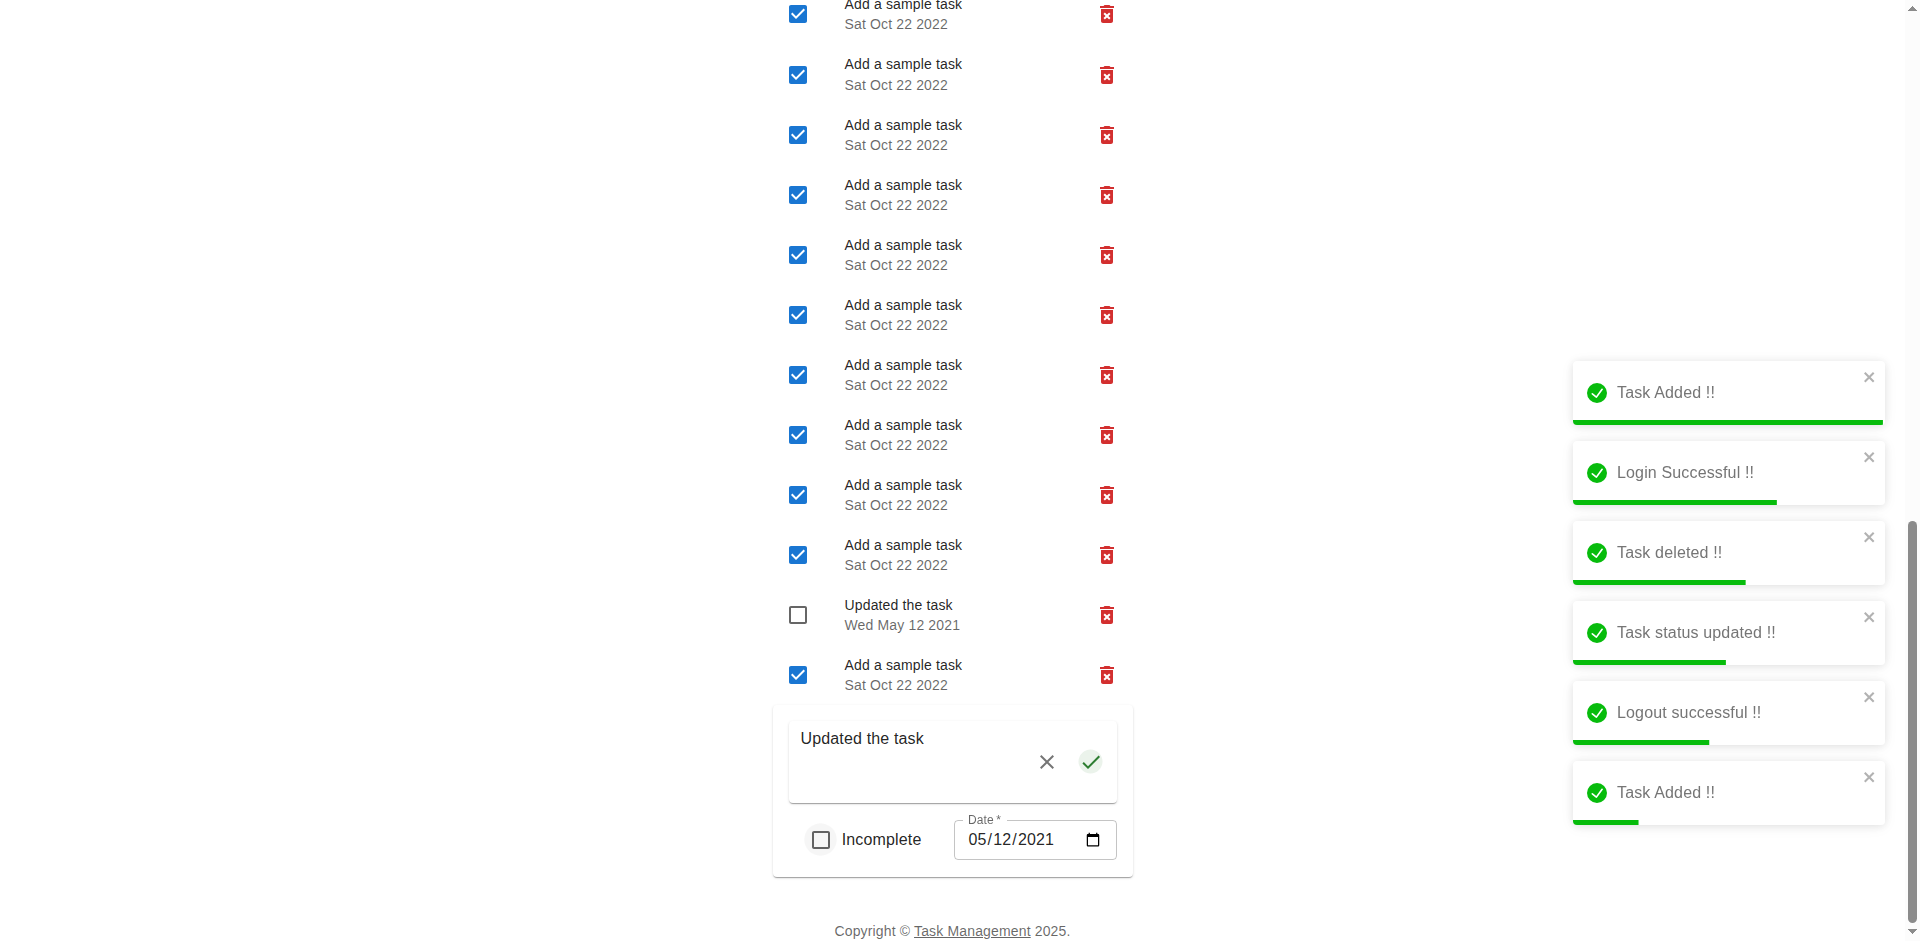 Add a sample task
Sat Oct 22 2022
Add a sample task
Sat Oct 22 2022
Add a sample task
Sat Oct 22 2022
Add a sample task
Sat Oct 22 2022
Add a sample task
Sat Oct 22 2022
Add a sample task
Sat Oct 22 2022
Add a sample task
Sat Oct 22 2022
Add a sample task
Sat Oct 22 2022
Add a sample task
Sat Oct 22 2022
Add a sample task
Sat Oct 22 2022
Updated the task
Wed May 12 2021
Add a sample task
Sat Oct 22 2022
Updated the task
Incomplete
Date *
05/12/2021
Copyright © Task Management 2025.
Task Added !!
Login Successful !!
Task deleted !!
Task status updated !!
Logout successful !!
Task Added !!